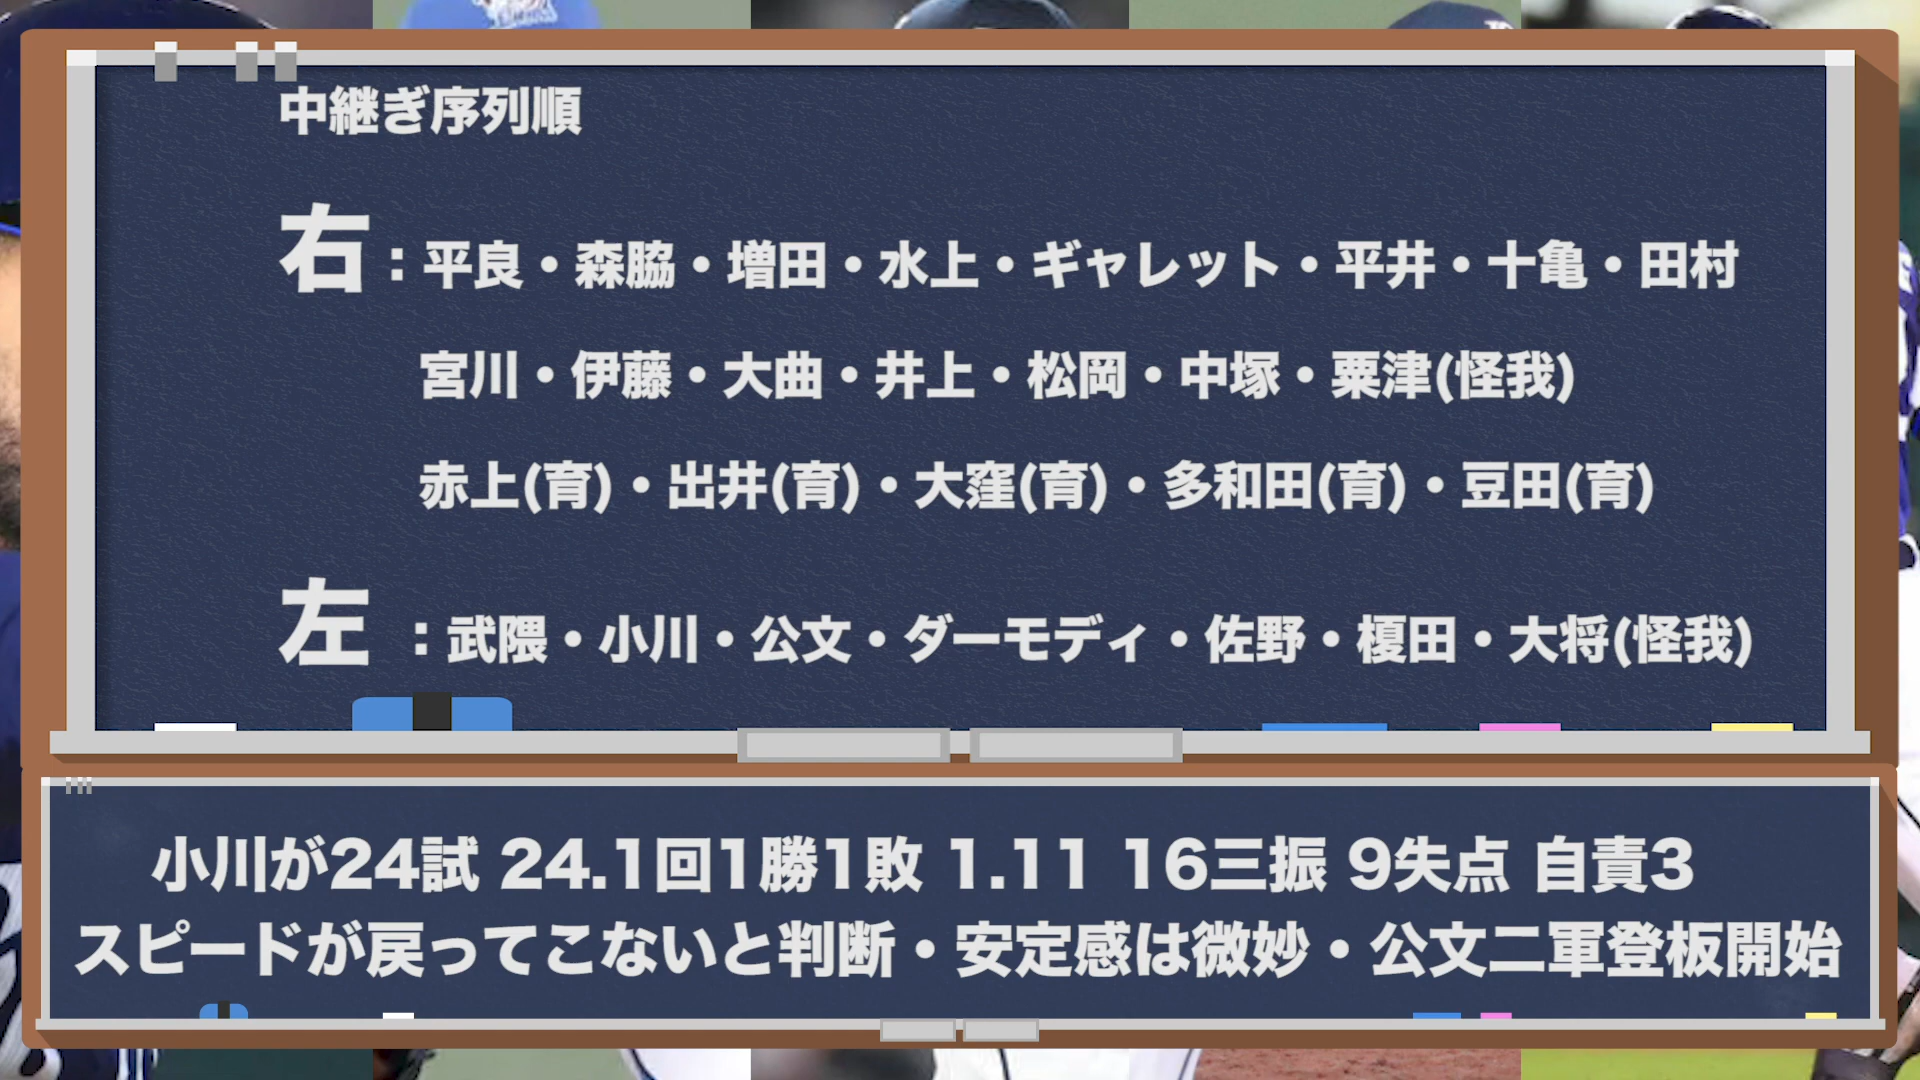 中継ぎ序列順
右:平良・森脇・増田・水上・ギャレット・平井・十亀・田村
宮川・伊藤・大曲・井上・松岡・中塚・粟津(怪我)
赤上(育)・出井(育)・大窪(育)・多和田(育)・豆田(育)
左:武隈・小川・公文・ダーモディ・佐野・榎田・大将(怪我)
小川が24試 24.1回1勝1敗 1.11 16三振 9失点 自責3
スピードが戻ってこないと判断・安定感は微妙・公文二軍登板開始